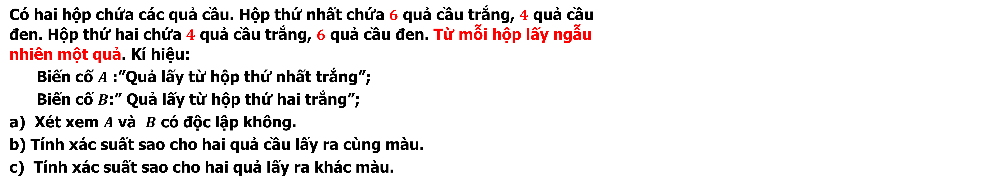 Có hai hộp chứa các quả cầu. Hộp thứ nhất chứa 6 quả cầu trắng, 4 quả cầu
đen. Hộp thứ hai chứa 4 quả cầu trắng, 6 quả cầu đen. Từ mỗi hộp lấy ngẫu
nhiên một quả. Kí hiệu:
Biến cố A :”Quả lấy từ hộp thứ nhất trắng”;
Biến cố B:” Quả lấy từ hộp thứ hai trắng”;
a) Xét xem A và B có độc lập không.
b) Tính xác suất sao cho hai quả cầu lấy ra cùng màu.
c) Tính xác suất sao cho hai quả lấy ra khác màu.